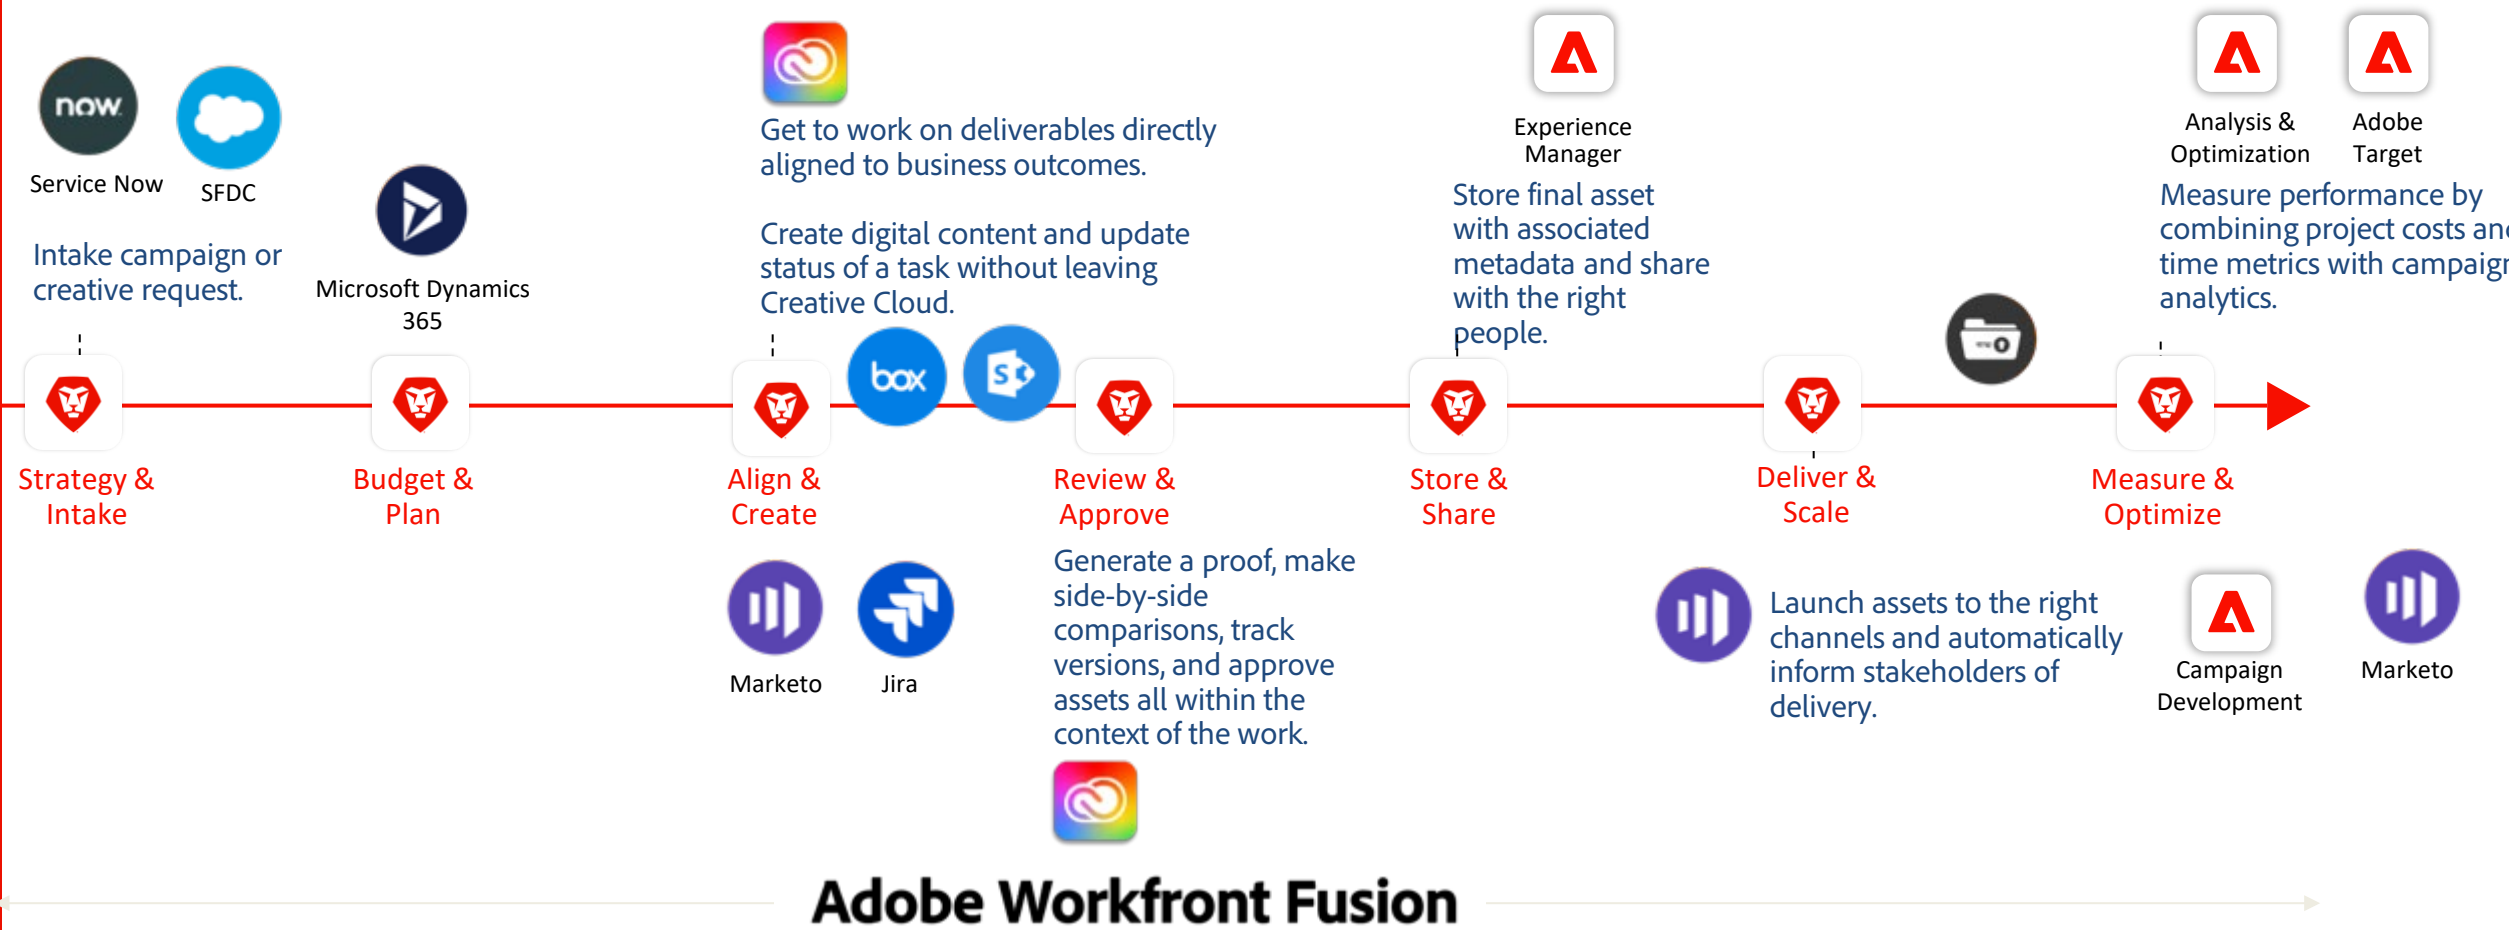 now.
Service Now
SFDC
Intake campaign or
creative request.
Microsoft Dynamics
365
Get to work on deliverables directly
aligned to business outcomes.
Create digital content and update
status of a task without leaving
Creative Cloud.
box
S
Experience
Manager
Store final asset
with associated
metadata and share
with the right
people.
Analysis &
Optimization
Adobe
Target
Measure performance by
combining project costs and
time metrics with campaign
analytics.
Strategy &
Intake
Budget &
Plan
Align &
Create
Review &
Approve
Store &
Share
Deliver &
Scale
Measure &
Optimize
Marketo
Jira
Generate a proof, make
side-by-side
comparisons, track
versions, and approve
assets all within the
context of the work.
Launch assets to the right
channels and automatically
inform stakeholders of
delivery.
Campaign
Development
Marketo
Adobe Workfront Fusion